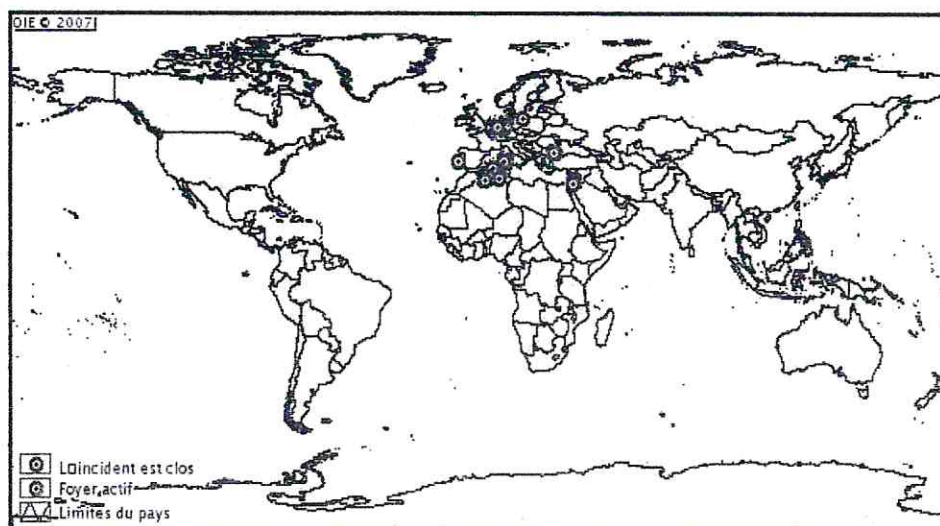 OIE © 2007
L□incident est clos
Foyer actif
Limites du pays